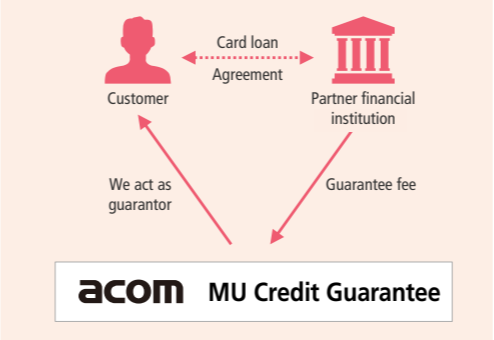 Card loan
Agreement
Customer
Partner financial
institution
We act as
guarantor
Guarantee fee
acom MU Credit Guarantee